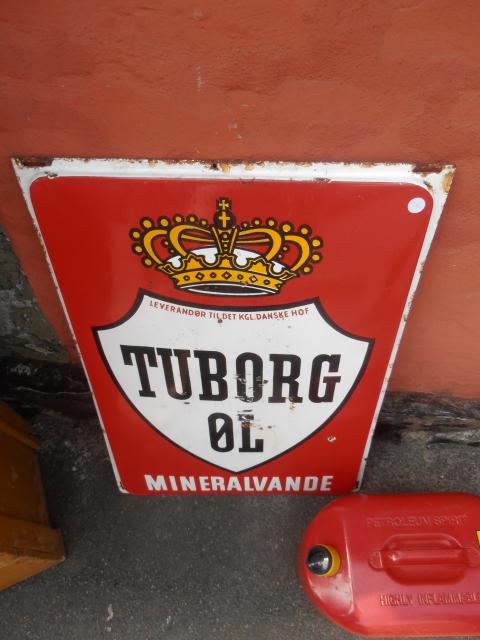 LEVERANDØR TIL DET KGL. DANSKE HOF
TUBORG
ØL
MINERALVANDE
PETROLEUM SPIRIT
HIGHLY INFLAMMABLE